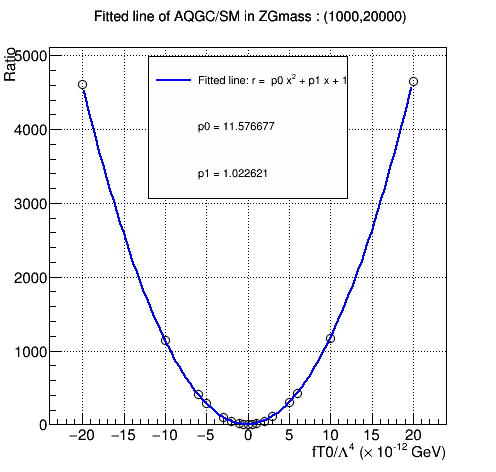 Fitted line of AQGC/SM in ZGmass : (1000,20000)
Ratio
5000
4000
3000
2000
1000
0
Fitted line: r = p0 x² + p1 x + 1
p0 = 11.576677
p1 = 1.022621
−20 −15 −10 −5 0 5 10 15 20
fT0/Λ⁴ (× 10⁻¹² GeV)